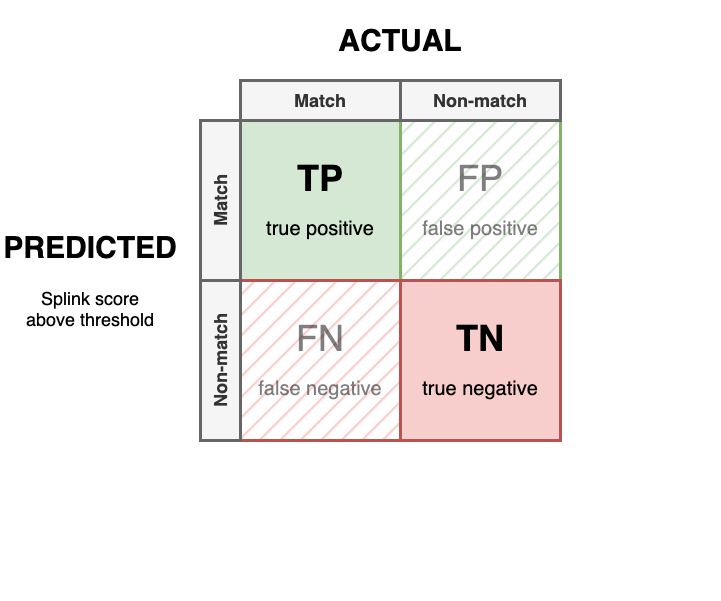 ACTUAL
Match
Non-match
Match
TP
FP
true positive
false positive
PREDICTED
Splink score
above threshold
Non-match
FN
TN
false negative
true negative